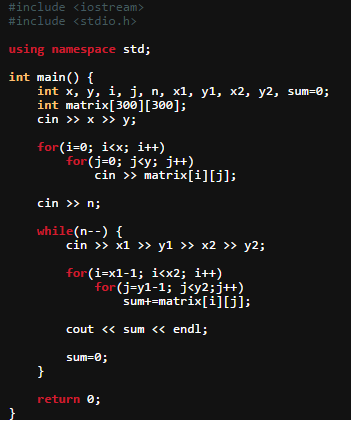 #include <iostream>
#include <stdio.h>

using namespace std;

int main() {
    int x, y, i, j, n, x1, y1, x2, y2, sum=0;
    int matrix[300][300];
    cin >> x >> y;

    for(i=0; i<x; i++)
        for(j=0; j<y; j++)
            cin >> matrix[i][j];

    cin >> n;

    while(n--) {
        cin >> x1 >> y1 >> x2 >> y2;

        for(i=x1-1; i<x2; i++)
            for(j=y1-1; j<y2;j++)
                sum+=matrix[i][j];

        cout << sum << endl;

        sum=0;
    }

    return 0;
}